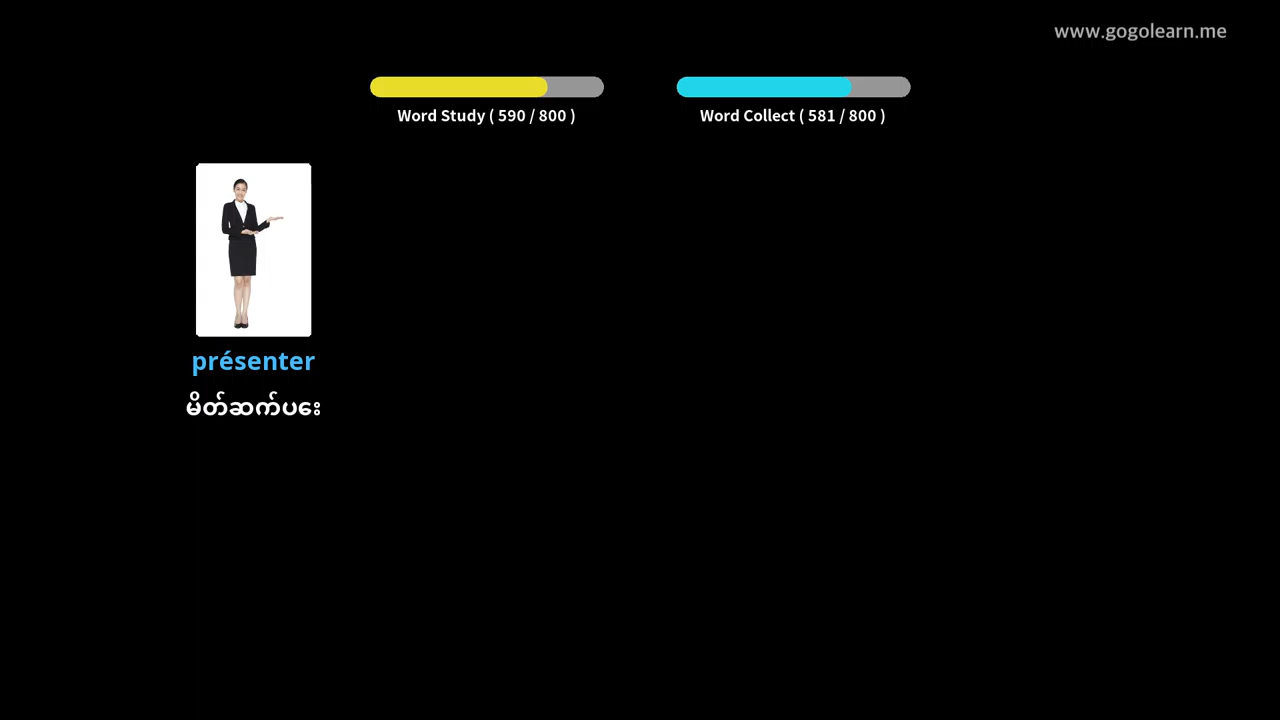 www.gogolearn.me
Word Study ( 590 / 800 )
Word Collect ( 581 / 800 )
présenter
မိတ်ဆက်ပေး